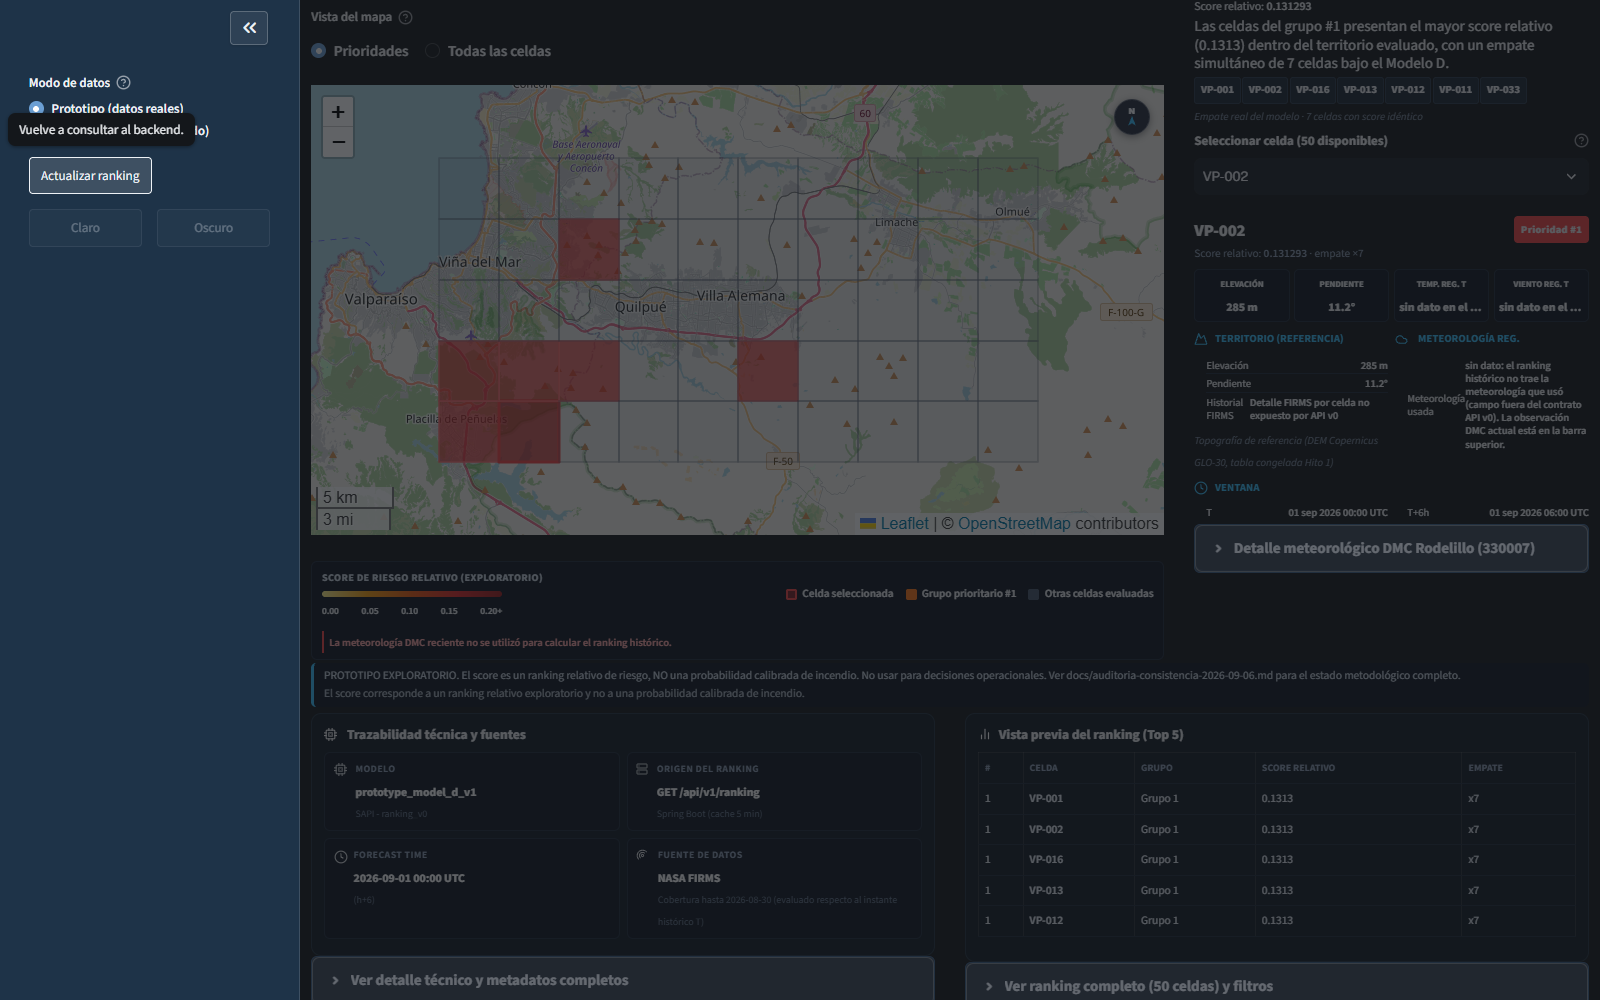 Modo de datos
Prototipo (datos reales)
Vuelve a consultar al backend.
lo)
Actualizar ranking
Claro
Oscuro
Vista del mapa
Prioridades
Todas las celdas
+
−
Concón
Base Aeronaval y Aeropuerto Concón
60
N
Viña del Mar
Valparaíso
Quilpué
Villa Alemana
Limache
Olmué
F-100-G
Placilla de Peñuelas
F-50
5 km
3 mi
Leaflet | © OpenStreetMap contributors
SCORE DE RIESGO RELATIVO (EXPLORATORIO)
0.00 0.05 0.10 0.15 0.20+
Celda seleccionada
Grupo prioritario #1
Otras celdas evaluadas
La meteorología DMC reciente no se utilizó para calcular el ranking histórico.
Score relativo: 0.131293
Las celdas del grupo #1 presentan el mayor score relativo
(0.1313) dentro del territorio evaluado, con un empate
simultáneo de 7 celdas bajo el Modelo D.
VP-001 VP-002 VP-016 VP-013 VP-012 VP-011 VP-033
Empate real del modelo · 7 celdas con score idéntico
Seleccionar celda (50 disponibles)
VP-002
VP-002
Prioridad #1
Score relativo: 0.131293 · empate ×7
ELEVACIÓN
285 m
PENDIENTE
11.2°
TEMP. REG. T
sin dato en el ...
VIENTO REG. T
sin dato en el ...
TERRITORIO (REFERENCIA)
Elevación 285 m
Pendiente 11.2°
Historial FIRMS
Detalle FIRMS por celda no
expuesto por API v0
Topografía de referencia (DEM Copernicus
GLO-30, tabla congelada Hito 1)
METEOROLOGÍA REG.
Meteorología
usada
sin dato: el ranking
histórico no trae la
meteorología que usó
(campo fuera del contrato
API v0). La observación
DMC actual está en la barra
superior.
VENTANA
T 01 sep 2026 00:00 UTC
T+6h 01 sep 2026 06:00 UTC
Detalle meteorológico DMC Rodelillo (330007)
PROTOTIPO EXPLORATORIO. El score es un ranking relativo de riesgo, NO una probabilidad calibrada de incendio. No usar para decisiones operacionales. Ver docs/auditoria-consistencia-2026-09-06.md para el estado metodológico completo.
El score corresponde a un ranking relativo exploratorio y no a una probabilidad calibrada de incendio.
Trazabilidad técnica y fuentes
MODELO
prototype_model_d_v1
SAPI - ranking_v0
ORIGEN DEL RANKING
GET /api/v1/ranking
Spring Boot (cache 5 min)
FORECAST TIME
2026-09-01 00:00 UTC
(h+6)
FUENTE DE DATOS
NASA FIRMS
Cobertura hasta 2026-08-30 (evaluado respecto al instante
histórico 1)
Ver detalle técnico y metadatos completos
Vista previa del ranking (Top 5)
# CELDA GRUPO SCORE RELATIVO EMPATE
1 VP-001 Grupo 1 0.1313 x7
1 VP-002 Grupo 1 0.1313 x7
1 VP-016 Grupo 1 0.1313 x7
1 VP-013 Grupo 1 0.1313 x7
1 VP-012 Grupo 1 0.1313 x7
Ver ranking completo (50 celdas) y filtros